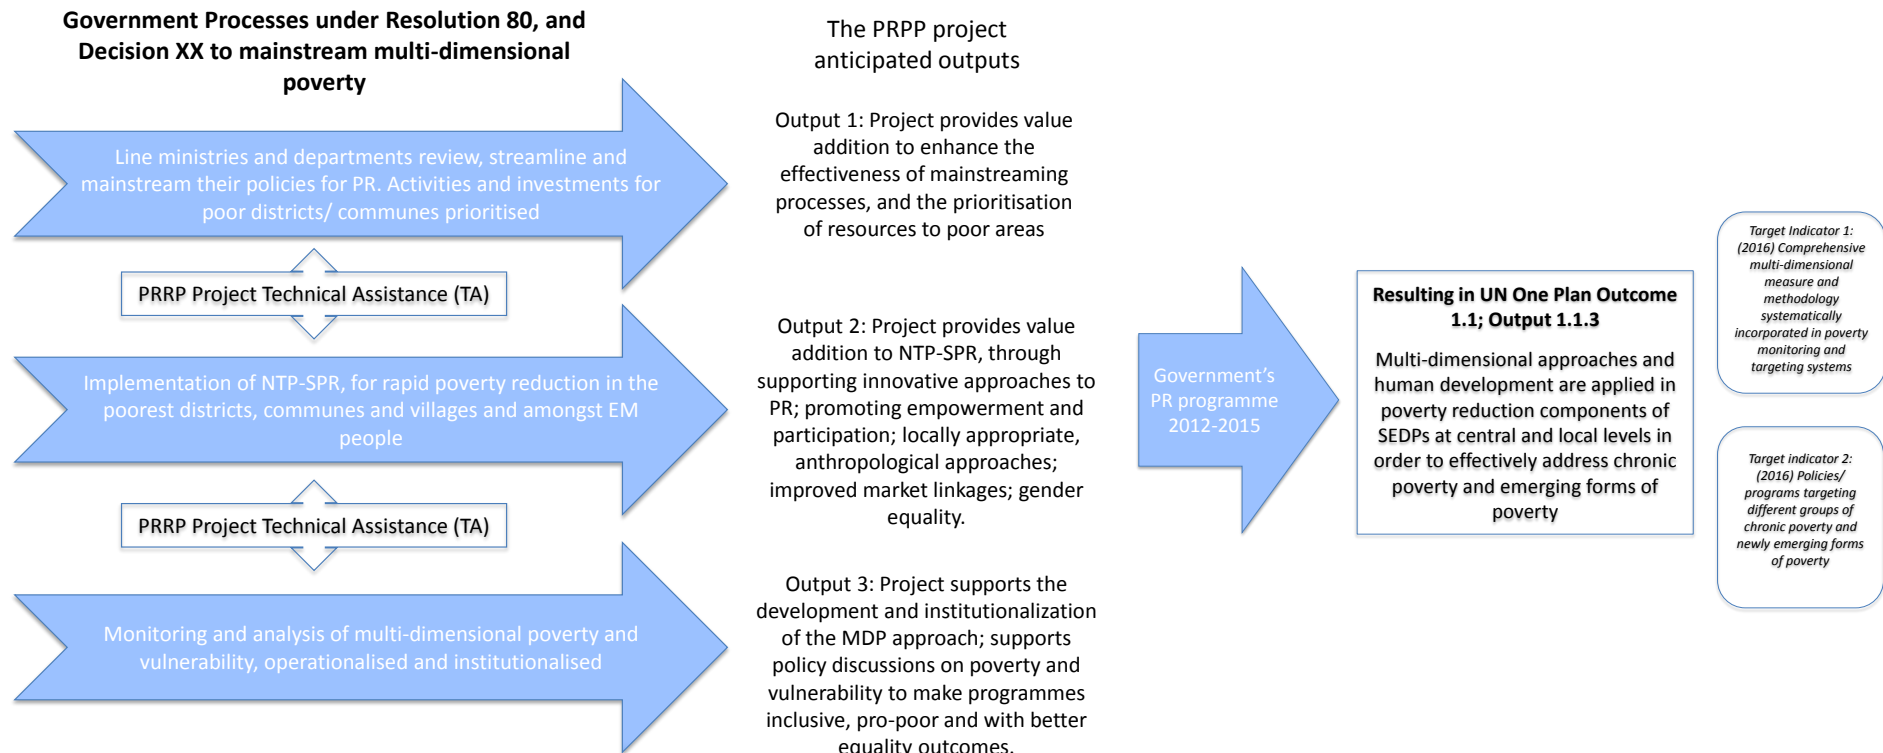 Government Processes under Resolution 80, and
Decision XX to mainstream multi-dimensional
poverty
Line ministries and departments review, streamline and
mainstream their policies for PR. Activities and investments for
poor districts/ communes prioritised
PRRP Project Technical Assistance (TA)
Implementation of NTP-SPR, for rapid poverty reduction in the
poorest districts, communes and villages and amongst EM
people
PRRP Project Technical Assistance (TA)
Monitoring and analysis of multi-dimensional poverty and
vulnerability, operationalised and institutionalised
The PRPP project
anticipated outputs
Output 1: Project provides value
addition to enhance the
effectiveness of mainstreaming
processes, and the prioritisation
of resources to poor areas
Output 2: Project provides value
addition to NTP-SPR, through
supporting innovative approaches to
PR; promoting empowerment and
participation; locally appropriate,
anthropological approaches;
improved market linkages; gender
equality.
Output 3: Project supports the
development and institutionalization
of the MDP approach; supports
policy discussions on poverty and
vulnerability to make programmes
inclusive, pro-poor and with better
equality outcomes.
Government's
PR programme
2012-2015
Resulting in UN One Plan Outcome
1.1; Output 1.1.3
Multi-dimensional approaches and
human development are applied in
poverty reduction components of
SEDPs at central and local levels in
order to effectively address chronic
poverty and emerging forms of
poverty
Target Indicator 1:
(2016) Comprehensive
multi-dimensional
measure and
methodology
systematically
incorporated in poverty
monitoring and
targeting systems
Target indicator 2:
(2016) Policies/
programs targeting
different groups of
chronic poverty and
newly emerging forms
of poverty